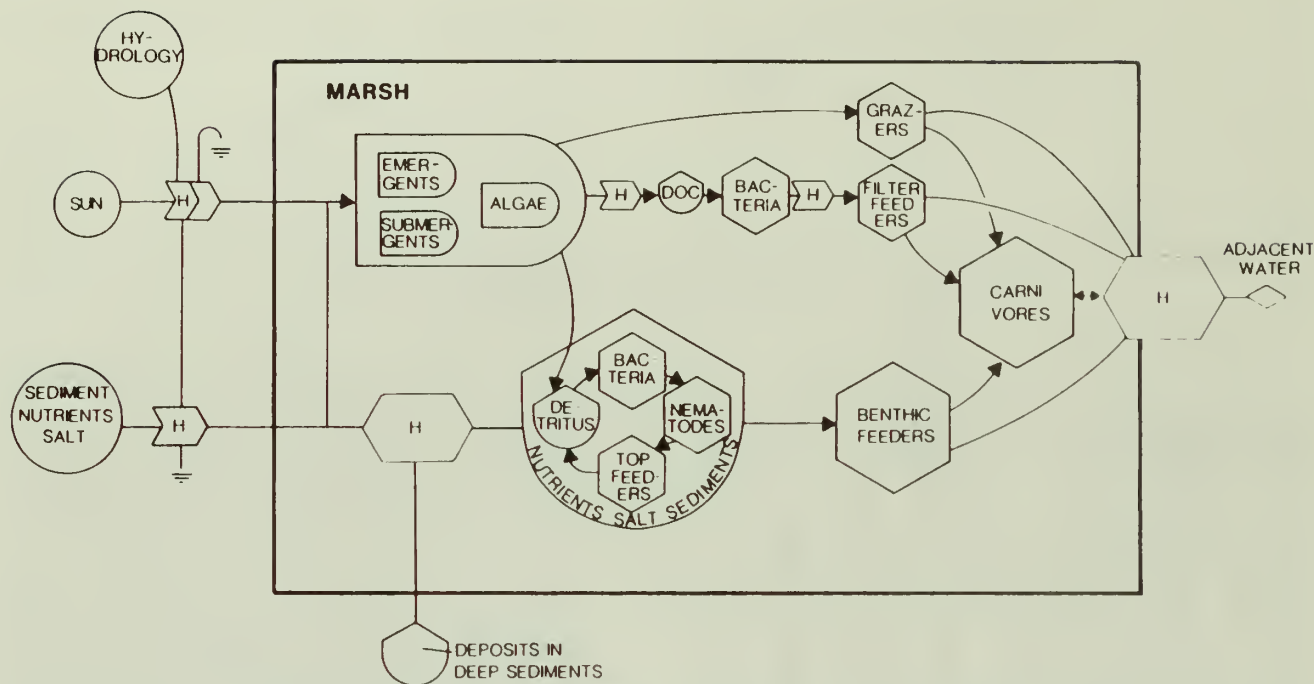 HY-
DROLOGY
MARSH
GRAZ-
ERS
EMER-
GENTS
SUN
H
ALGAE
H
DOC
BAC-
TERIA
H
FILTER
FEED
ERS
SUBMER-
GENTS
ADJACENT
WATER
CARNI
VORES
H
BAC-
TERIA
SEDIMENT
NUTRIENTS
SALT
H
H
DE-
TRITUS
NEMA-
TODES
BENTHIC
FEEDERS
TOP
FEED-
ERS
NUTRIENTS SALT SEDIMENTS
DEPOSITS IN
DEEP SEDIMENTS